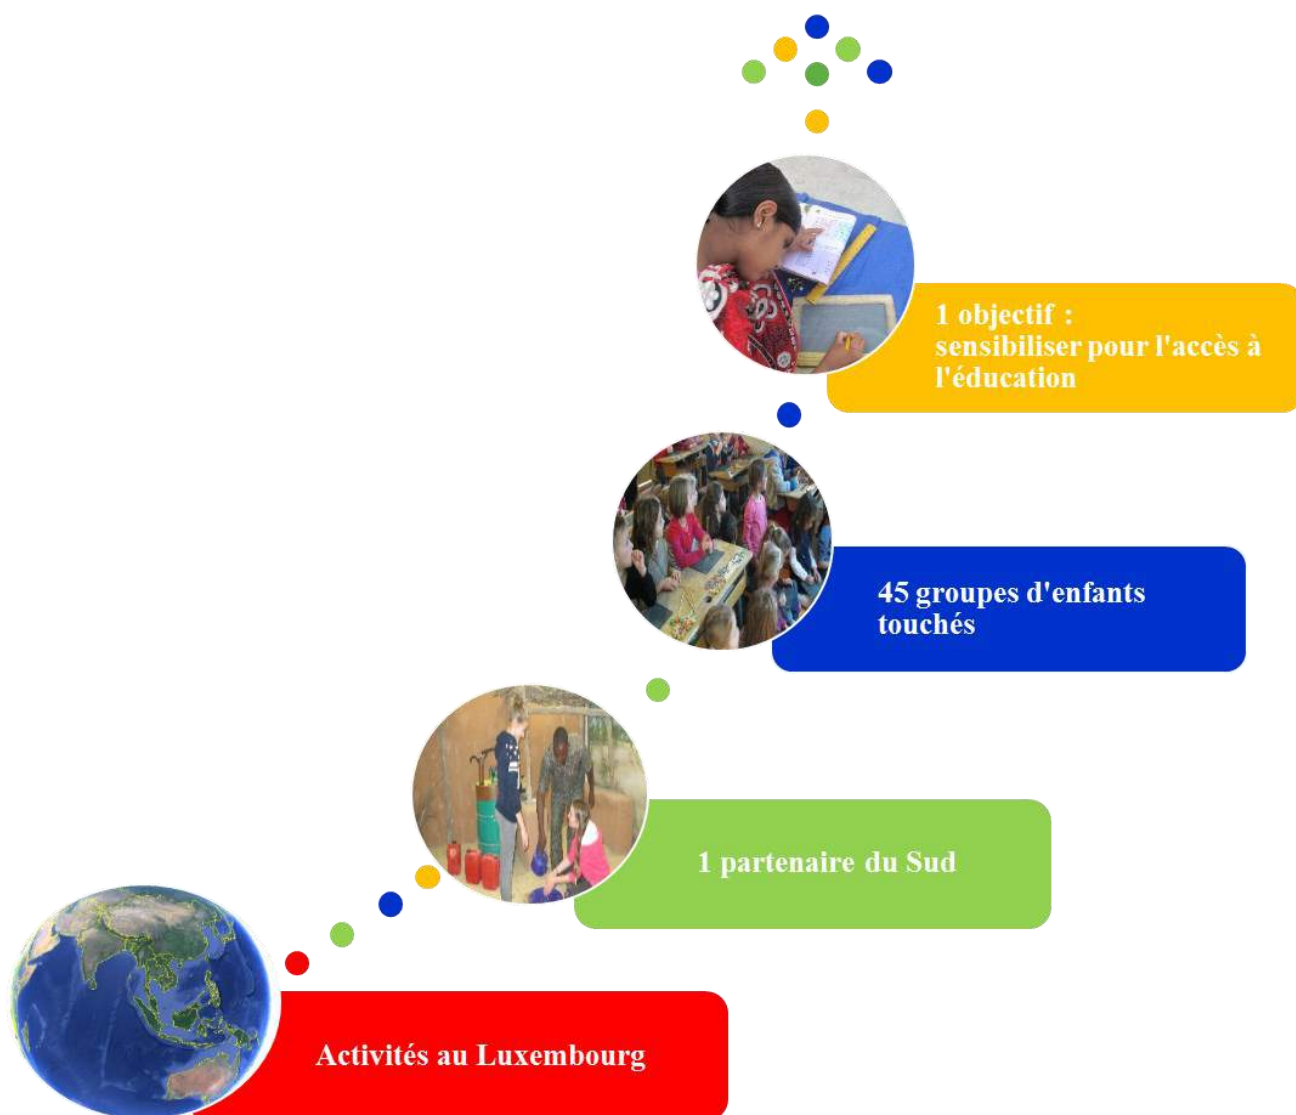 1 objectif :
sensibiliser pour l'accès à
l'éducation
45 groupes d'enfants
touchés
1 partenaire du Sud
Activités au Luxembourg